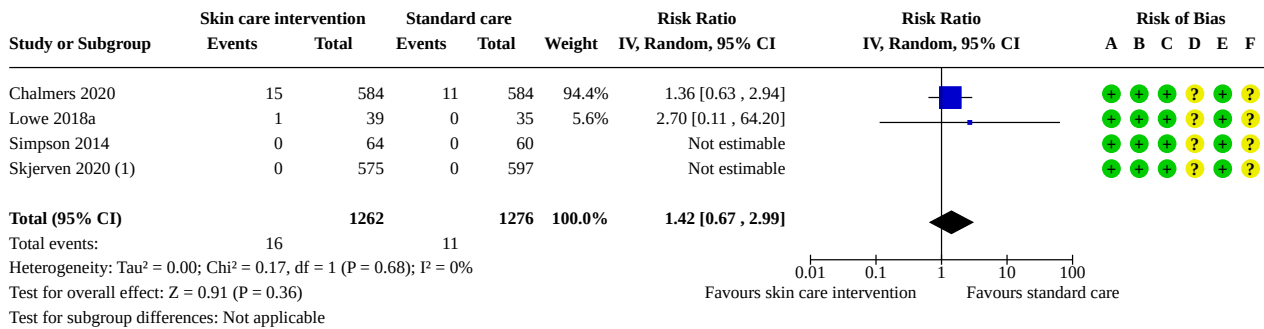 Skin care intervention Standard care Risk Ratio Risk Ratio Risk of Bias
Study or Subgroup Events Total Events Total Weight IV, Random, 95% CI IV, Random, 95% CI A B C D E F
Chalmers 2020 15 584 11 584 94.4% 1.36 [0.63 , 2.94] + + + ? + ?
Lowe 2018a 1 39 0 35 5.6% 2.70 [0.11 , 64.20] + + + ? + ?
Simpson 2014 0 64 0 60 Not estimable + + + ? + ?
Skjerven 2020 (1) 0 575 0 597 Not estimable + + + ? + ?
Total (95% CI) 1262 1276 100.0% 1.42 [0.67 , 2.99]
Total events: 16 11
Heterogeneity: Tau² = 0.00; Chi² = 0.17, df = 1 (P = 0.68); I² = 0%
0.01 0.1 1 10 100
Test for overall effect: Z = 0.91 (P = 0.36) Favours skin care intervention Favours standard care
Test for subgroup differences: Not applicable